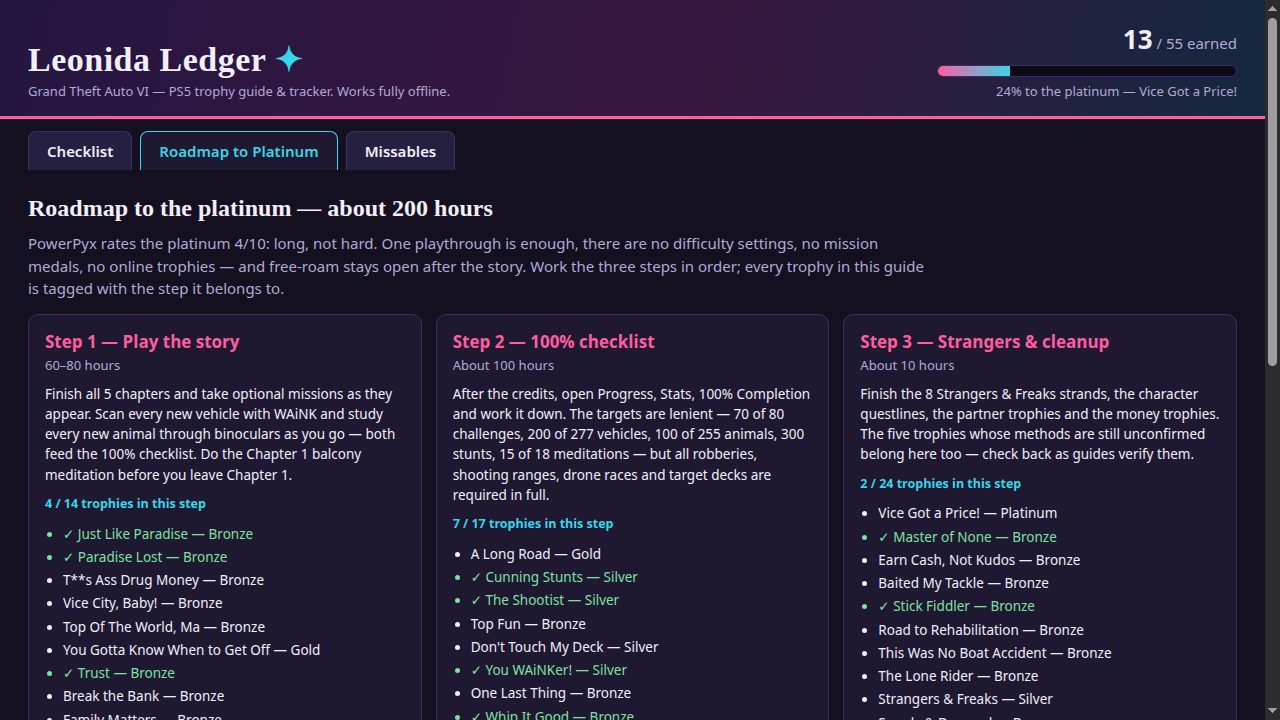 Leonida Ledger ✦
Grand Theft Auto VI — PS5 trophy guide & tracker. Works fully offline.
13 / 55 earned
24% to the platinum — Vice Got a Price!
Checklist
Roadmap to Platinum
Missables
Roadmap to the platinum — about 200 hours
PowerPyx rates the platinum 4/10: long, not hard. One playthrough is enough, there are no difficulty settings, no mission
medals, no online trophies — and free-roam stays open after the story. Work the three steps in order; every trophy in this guide
is tagged with the step it belongs to.
Step 1 — Play the story
60–80 hours
Finish all 5 chapters and take optional missions as they
appear. Scan every new vehicle with WAiNK and study
every new animal through binoculars as you go — both
feed the 100% checklist. Do the Chapter 1 balcony
meditation before you leave Chapter 1.
4 / 14 trophies in this step
• ✓ Just Like Paradise — Bronze
• ✓ Paradise Lost — Bronze
• T**s Ass Drug Money — Bronze
• Vice City, Baby! — Bronze
• Top Of The World, Ma — Bronze
• You Gotta Know When to Get Off — Gold
• ✓ Trust — Bronze
• Break the Bank — Bronze
• Family Matters — Bronze
Step 2 — 100% checklist
About 100 hours
After the credits, open Progress, Stats, 100% Completion
and work it down. The targets are lenient — 70 of 80
challenges, 200 of 277 vehicles, 100 of 255 animals, 300
stunts, 15 of 18 meditations — but all robberies,
shooting ranges, drone races and target decks are
required in full.
7 / 17 trophies in this step
• A Long Road — Gold
• ✓ Cunning Stunts — Silver
• ✓ The Shootist — Silver
• Top Fun — Bronze
• Don't Touch My Deck — Silver
• ✓ You WAiNKer! — Silver
• One Last Thing — Bronze
• ✓ Whip It Good — Bronze
Step 3 — Strangers & cleanup
About 10 hours
Finish the 8 Strangers & Freaks strands, the character
questlines, the partner trophies and the money trophies.
The five trophies whose methods are still unconfirmed
belong here too — check back as guides verify them.
2 / 24 trophies in this step
• Vice Got a Price! — Platinum
• ✓ Master of None — Bronze
• Earn Cash, Not Kudos — Bronze
• Baited My Tackle — Bronze
• ✓ Stick Fiddler — Bronze
• Road to Rehabilitation — Bronze
• This Was No Boat Accident — Bronze
• The Lone Rider — Bronze
• Strangers & Freaks — Silver